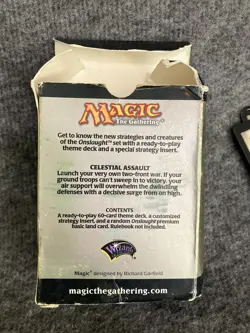 MAGIC
The Gathering®
Get to know the new strategies and creatures
of the Onslaught™ set with a ready-to-play
theme deck and a special strategy insert.
CELESTIAL ASSAULT
Launch your very own two-front war. If your
ground troops can't sweep in to victory, your
air support will overwhelm the dwindling
defenses with a decisive surge from on high.
CONTENTS
A ready-to-play 60-card theme deck, a customized
strategy insert, and a random Onslaught premium
basic land card. Rulebook not included.
Wizards
Magic® designed by Richard Garfield
magicthegathering.com